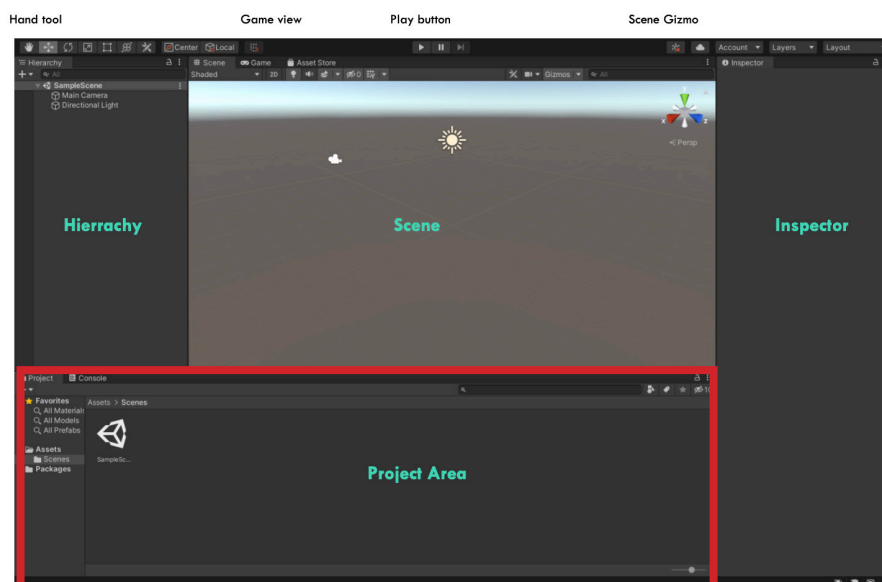 Hand tool Game view Play button Scene Gizmo
Center Local Account Layers Layout
Hierarchy Scene Game Asset Store Inspector
All Shaded 2D 0 Gizmos All
SampleScene
Main Camera
Directional Light
y
x z
Persp
Hierrachy Scene Inspector
Project Console
Favorites Assets > Scenes
All Materials
All Models
All Prefabs
Assets
Scenes SampleSc...
Packages
Project Area